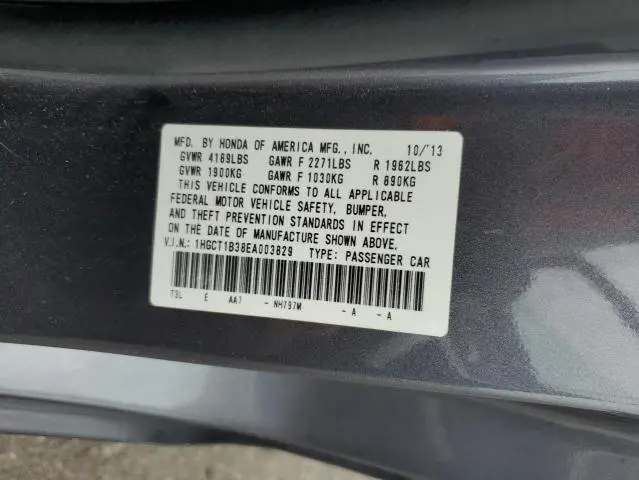 MFD. BY HONDA OF AMERICA MFG., INC. 10/13
GVWR 4189LBS GAWR F 2271LBS R 1962LBS
GVWR 1900KG GAWR F 1030KG R 890KG
THIS VEHICLE CONFORMS TO ALL APPLICABLE
FEDERAL MOTOR VEHICLE SAFETY, BUMPER,
AND THEFT PREVENTION STANDARDS IN EFFECT
ON THE DATE OF MANUFACTURE SHOWN ABOVE.
V.I.N.: 1HGCT1B38EA003829 TYPE: PASSENGER CAR
T3L E AA7 - NH797M - A - A